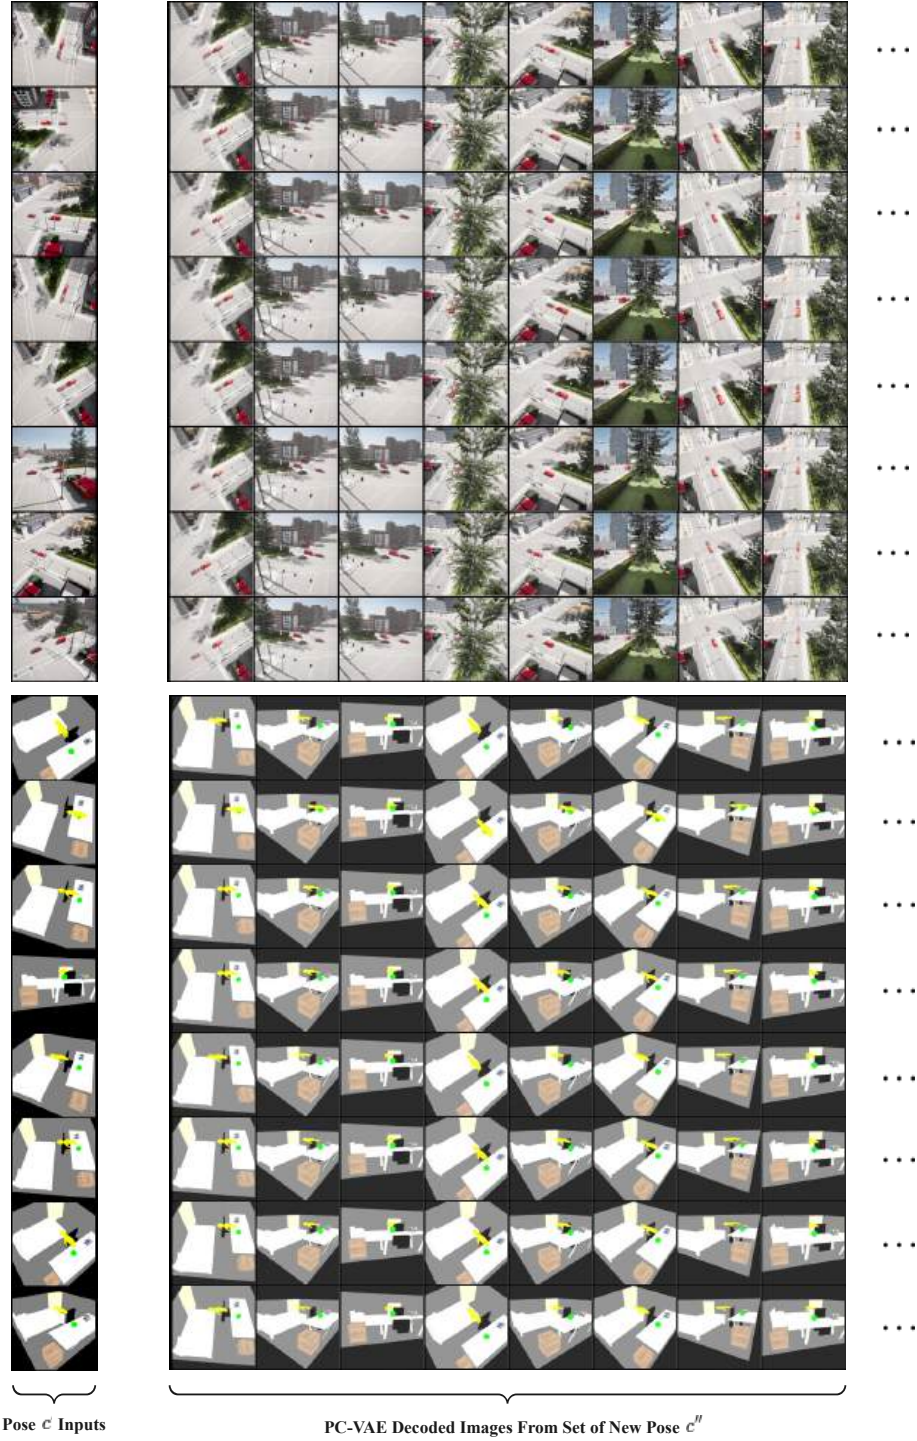 Pose c Inputs
PC-VAE Decoded Images From Set of New Pose c″